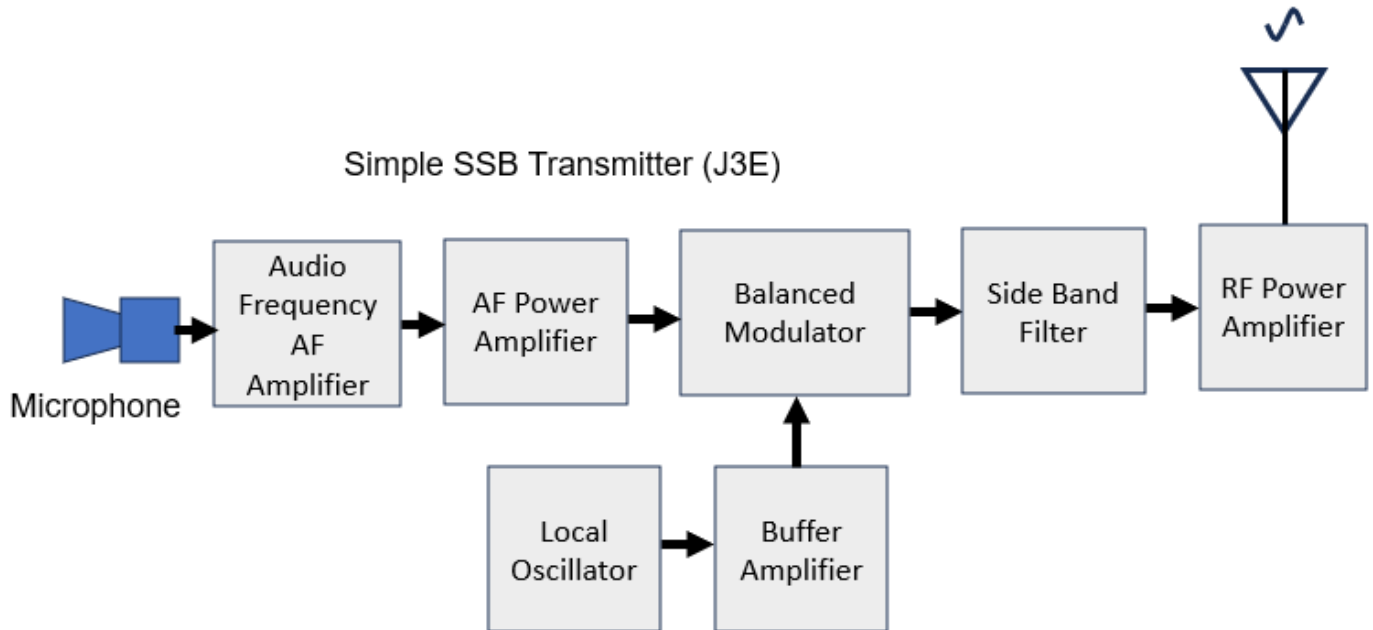 Simple SSB Transmitter (J3E)
Microphone
Audio
Frequency
AF
Amplifier
AF Power
Amplifier
Balanced
Modulator
Side Band
Filter
RF Power
Amplifier
Local
Oscillator
Buffer
Amplifier